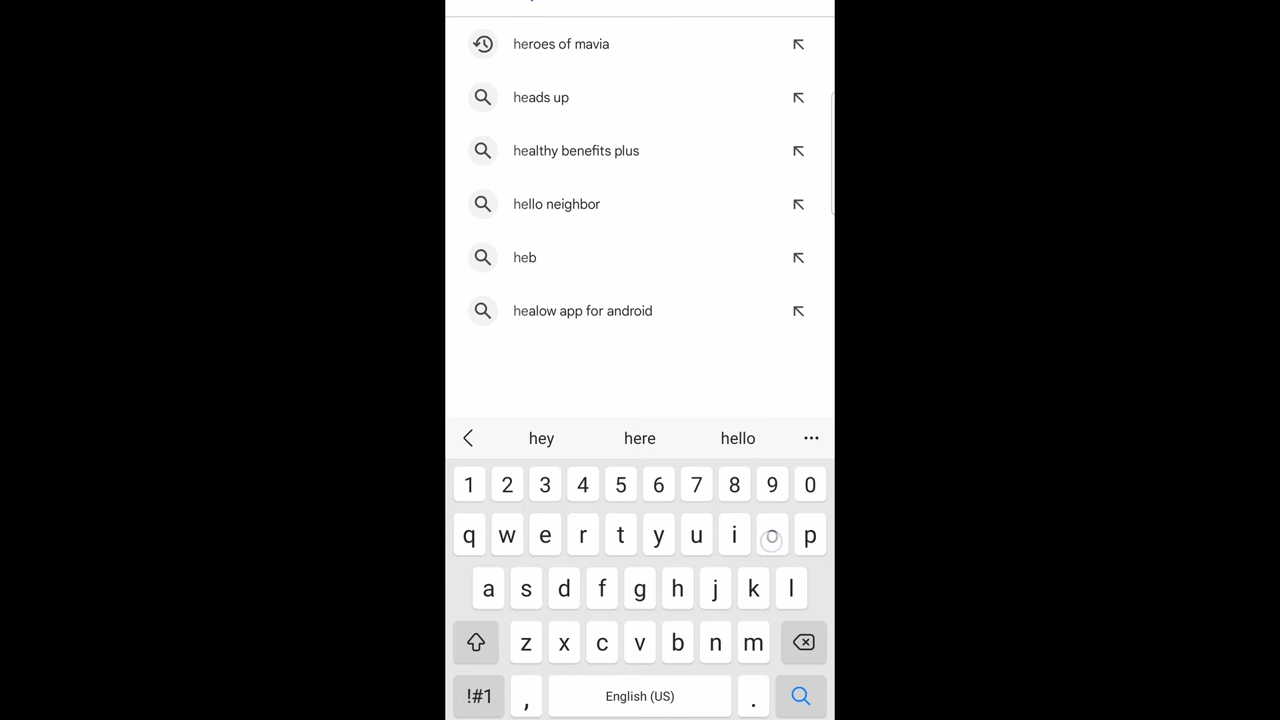 heroes of mavia
heads up
healthy benefits plus
hello neighbor
heb
healow app for android
hey here hello
1 2 3 4 5 6 7 8 9 0
q w e r t y u i o p
a s d f g h j k l
z x c v b n m
!#1 , English (US) .